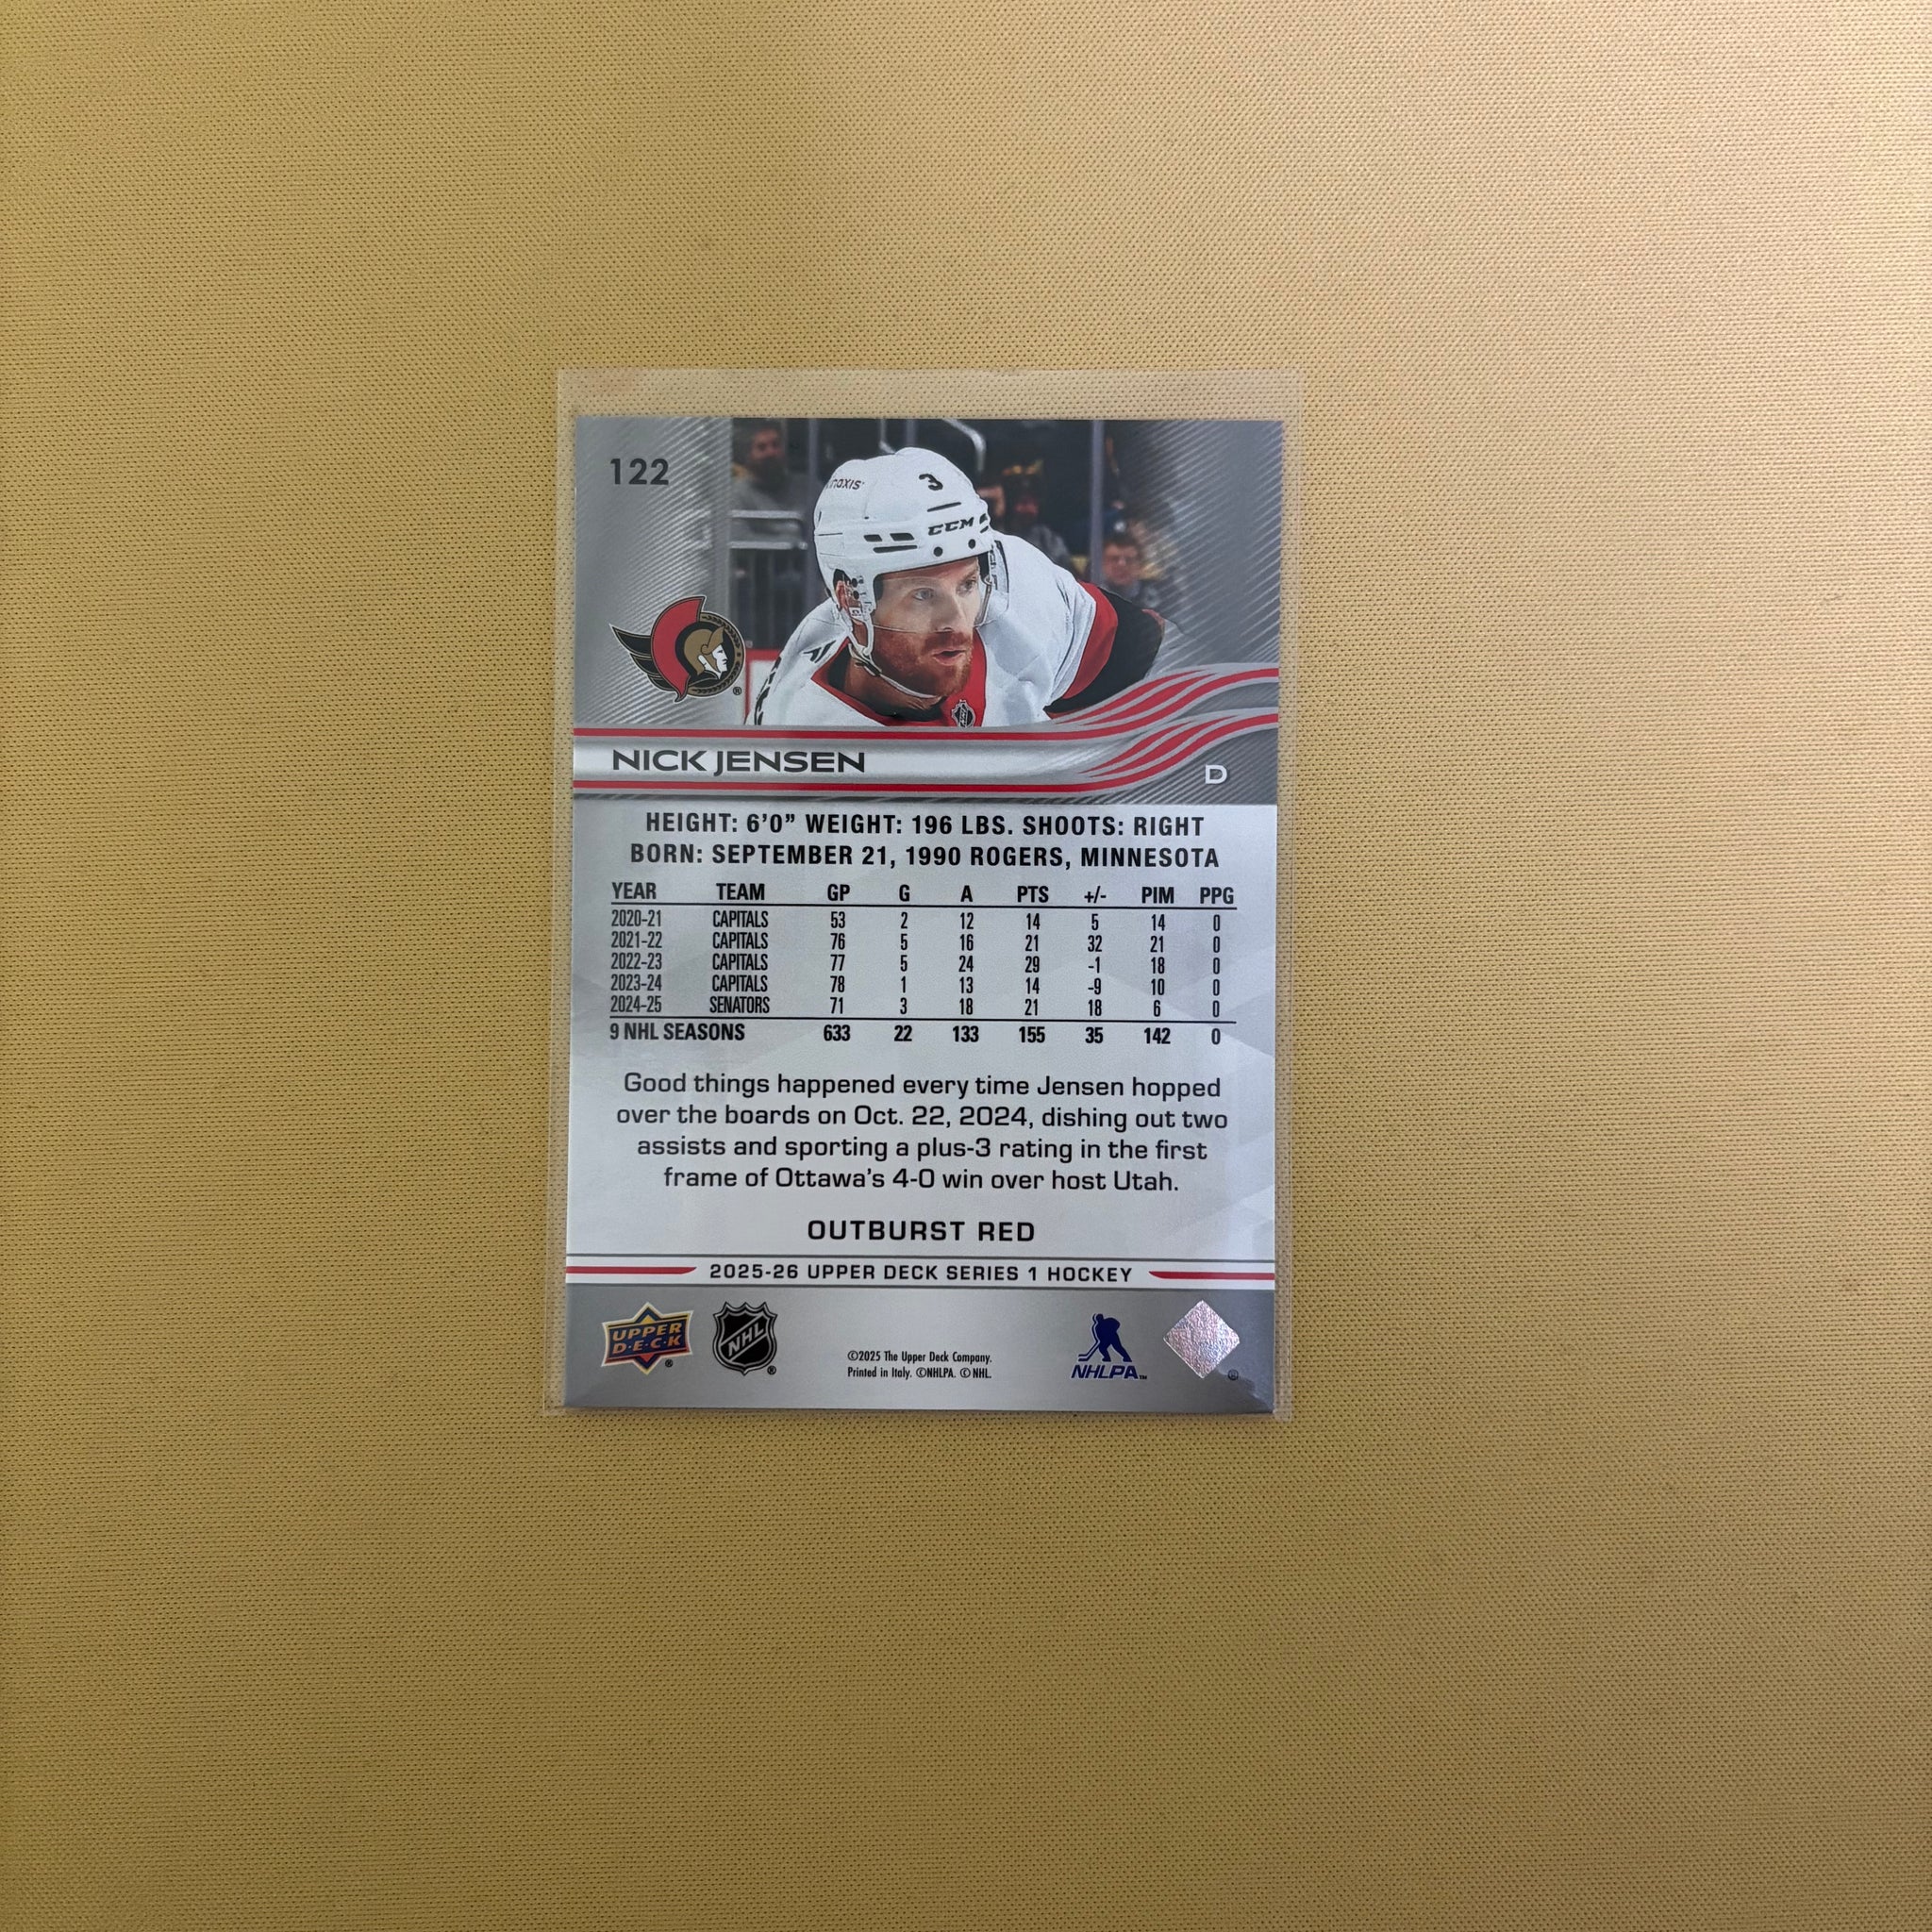 122
3
CCM
NICK JENSEN
D
HEIGHT: 6'0” WEIGHT: 196 LBS. SHOOTS: RIGHT
BORN: SEPTEMBER 21, 1990 ROGERS, MINNESOTA
YEAR TEAM GP G A PTS +/- PIM PPG
2020-21 CAPITALS 53 2 12 14 5 14 0
2021-22 CAPITALS 76 5 16 21 32 21 0
2022-23 CAPITALS 77 5 24 29 -1 18 0
2023-24 CAPITALS 78 1 13 14 -9 10 0
2024-25 SENATORS 71 3 18 21 18 6 0
9 NHL SEASONS 633 22 133 155 35 142 0
Good things happened every time Jensen hopped
over the boards on Oct. 22, 2024, dishing out two
assists and sporting a plus-3 rating in the first
frame of Ottawa's 4-0 win over host Utah.
OUTBURST RED
2025-26 UPPER DECK SERIES 1 HOCKEY
UPPER
D·E·C·K
®
NHL
®
©2025 The Upper Deck Company.
Printed in Italy. ©NHLPA. ©NHL.
NHLPA™
®